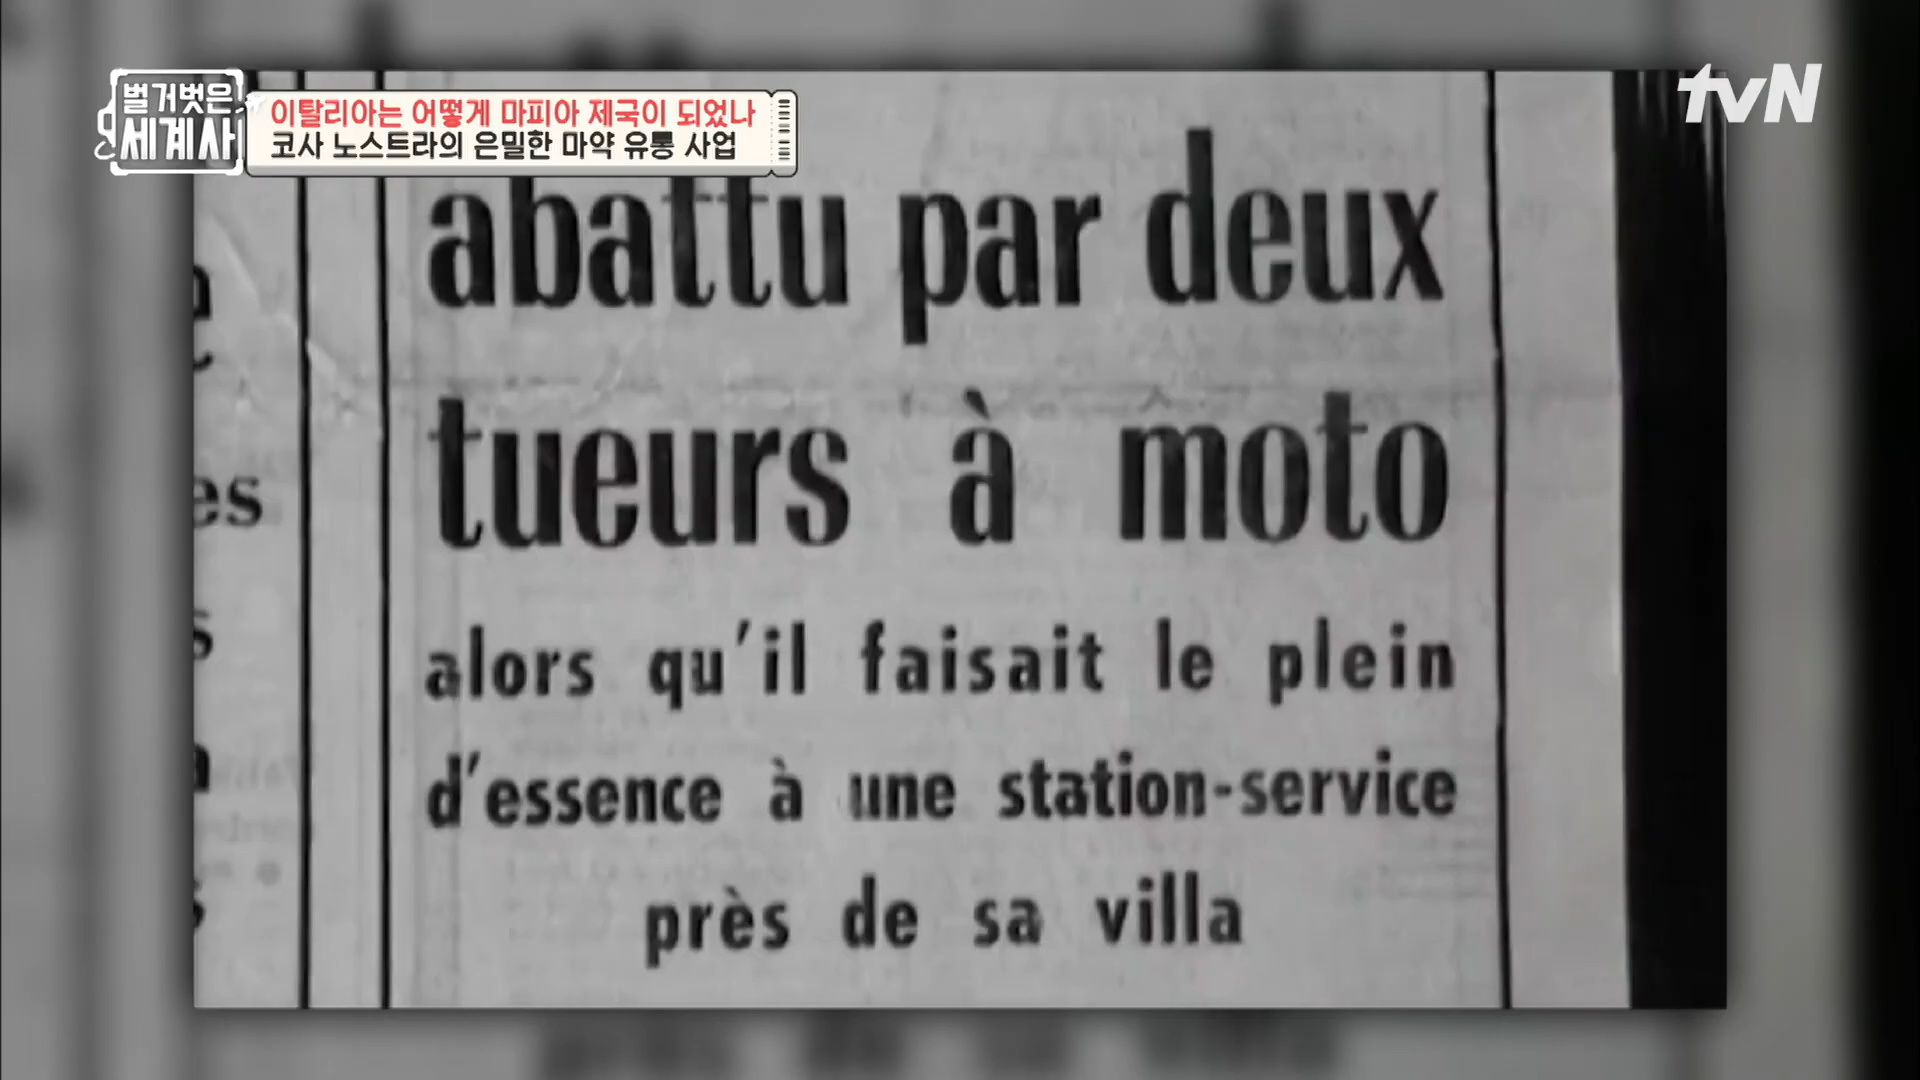 벌거벗은
세계사
이탈리아는 어떻게 마피아 제국이 되었나
코사 노스트라의 은밀한 마약 유통 사업
tvN
abattu par deux
tueurs à moto
alors qu'il faisait le plein
d'essence à une station-service
près de sa villa
es